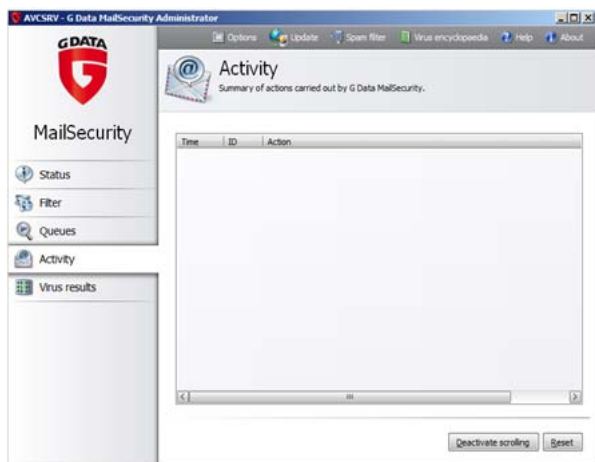 AVCSRV - G Data MailSecurity Administrator
Options Update Spam filter Virus encyclopaedia Help About
G DATA
Activity
Summary of actions carried out by G Data MailSecurity.
MailSecurity
Time ID Action
Status
Filter
Queues
Activity
Virus results
Deactivate scrolling Reset